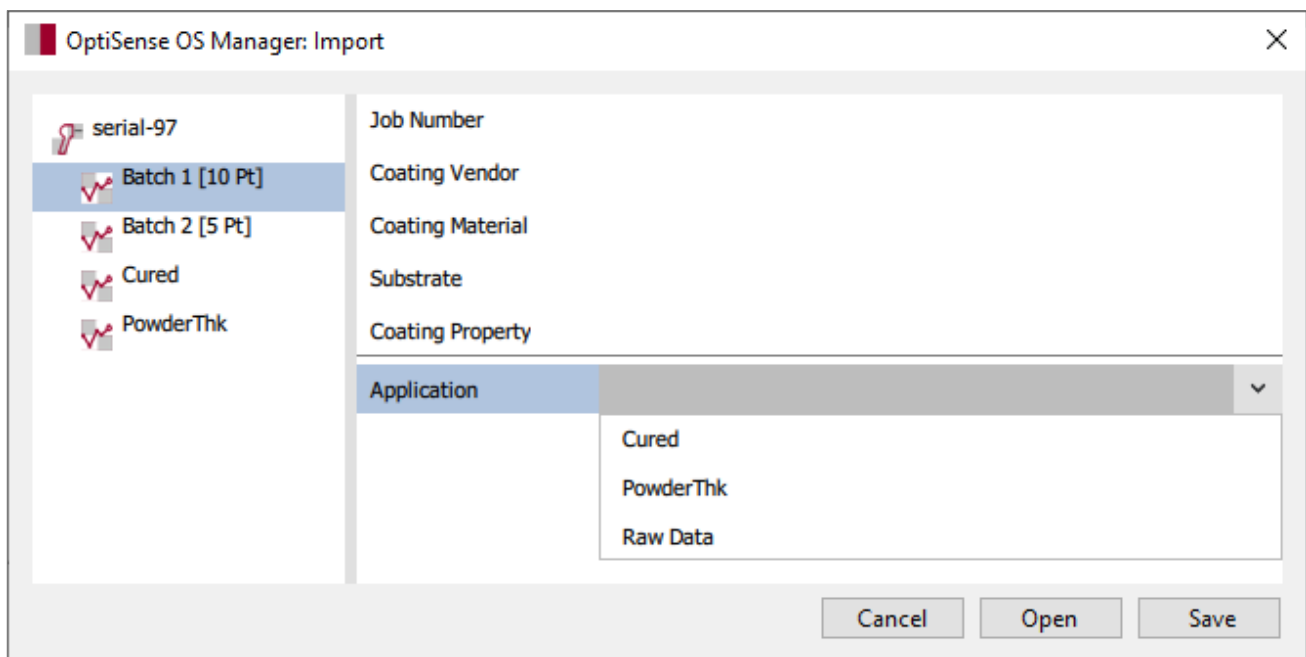 OptiSense OS Manager: Import
serial-97
Batch 1 [10 Pt]
Batch 2 [5 Pt]
Cured
PowderThk
Job Number
Coating Vendor
Coating Material
Substrate
Coating Property
Application
Cured
PowderThk
Raw Data
Cancel
Open
Save